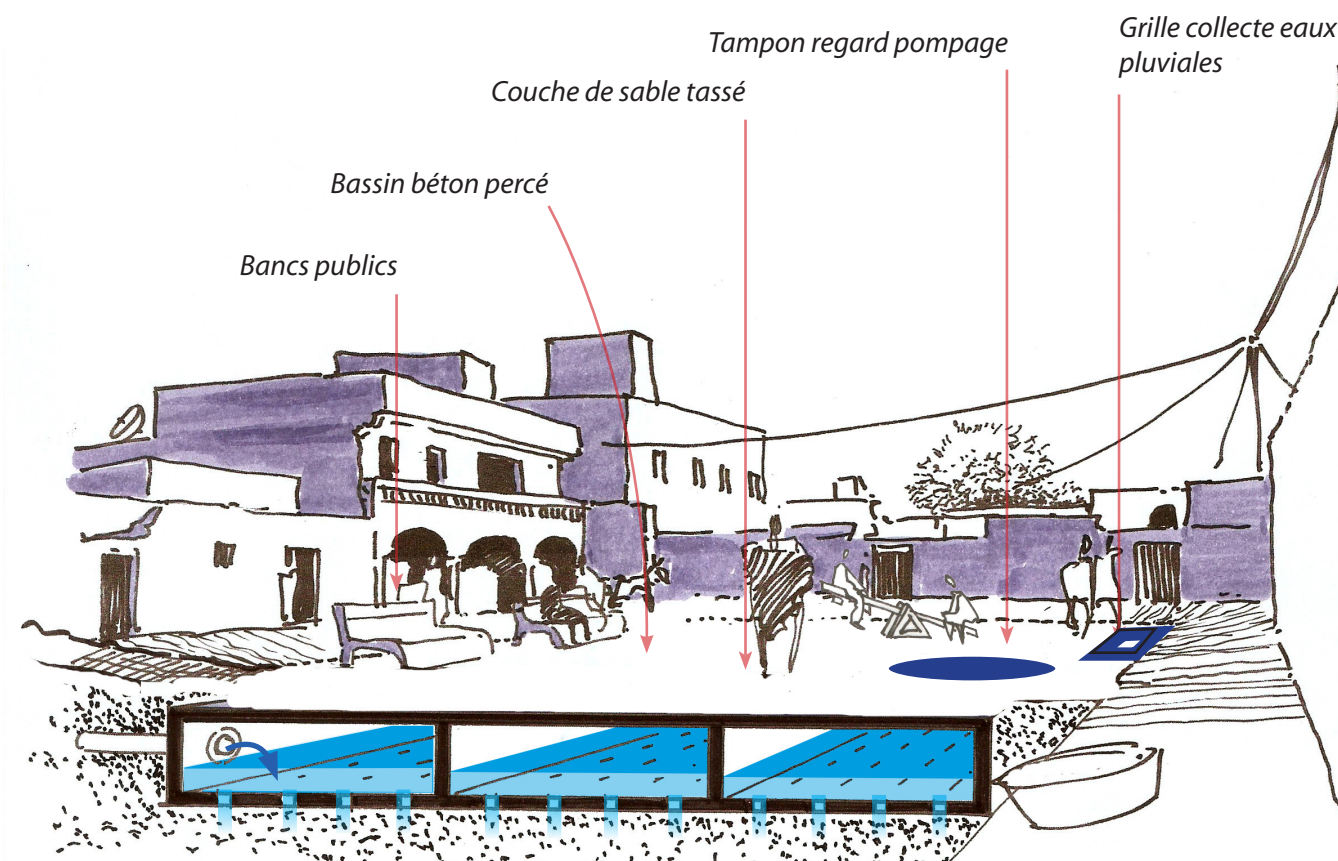 Grille collecte eaux
pluviales
Tampon regard pompage
Couche de sable tassé
Bassin béton percé
Bancs publics